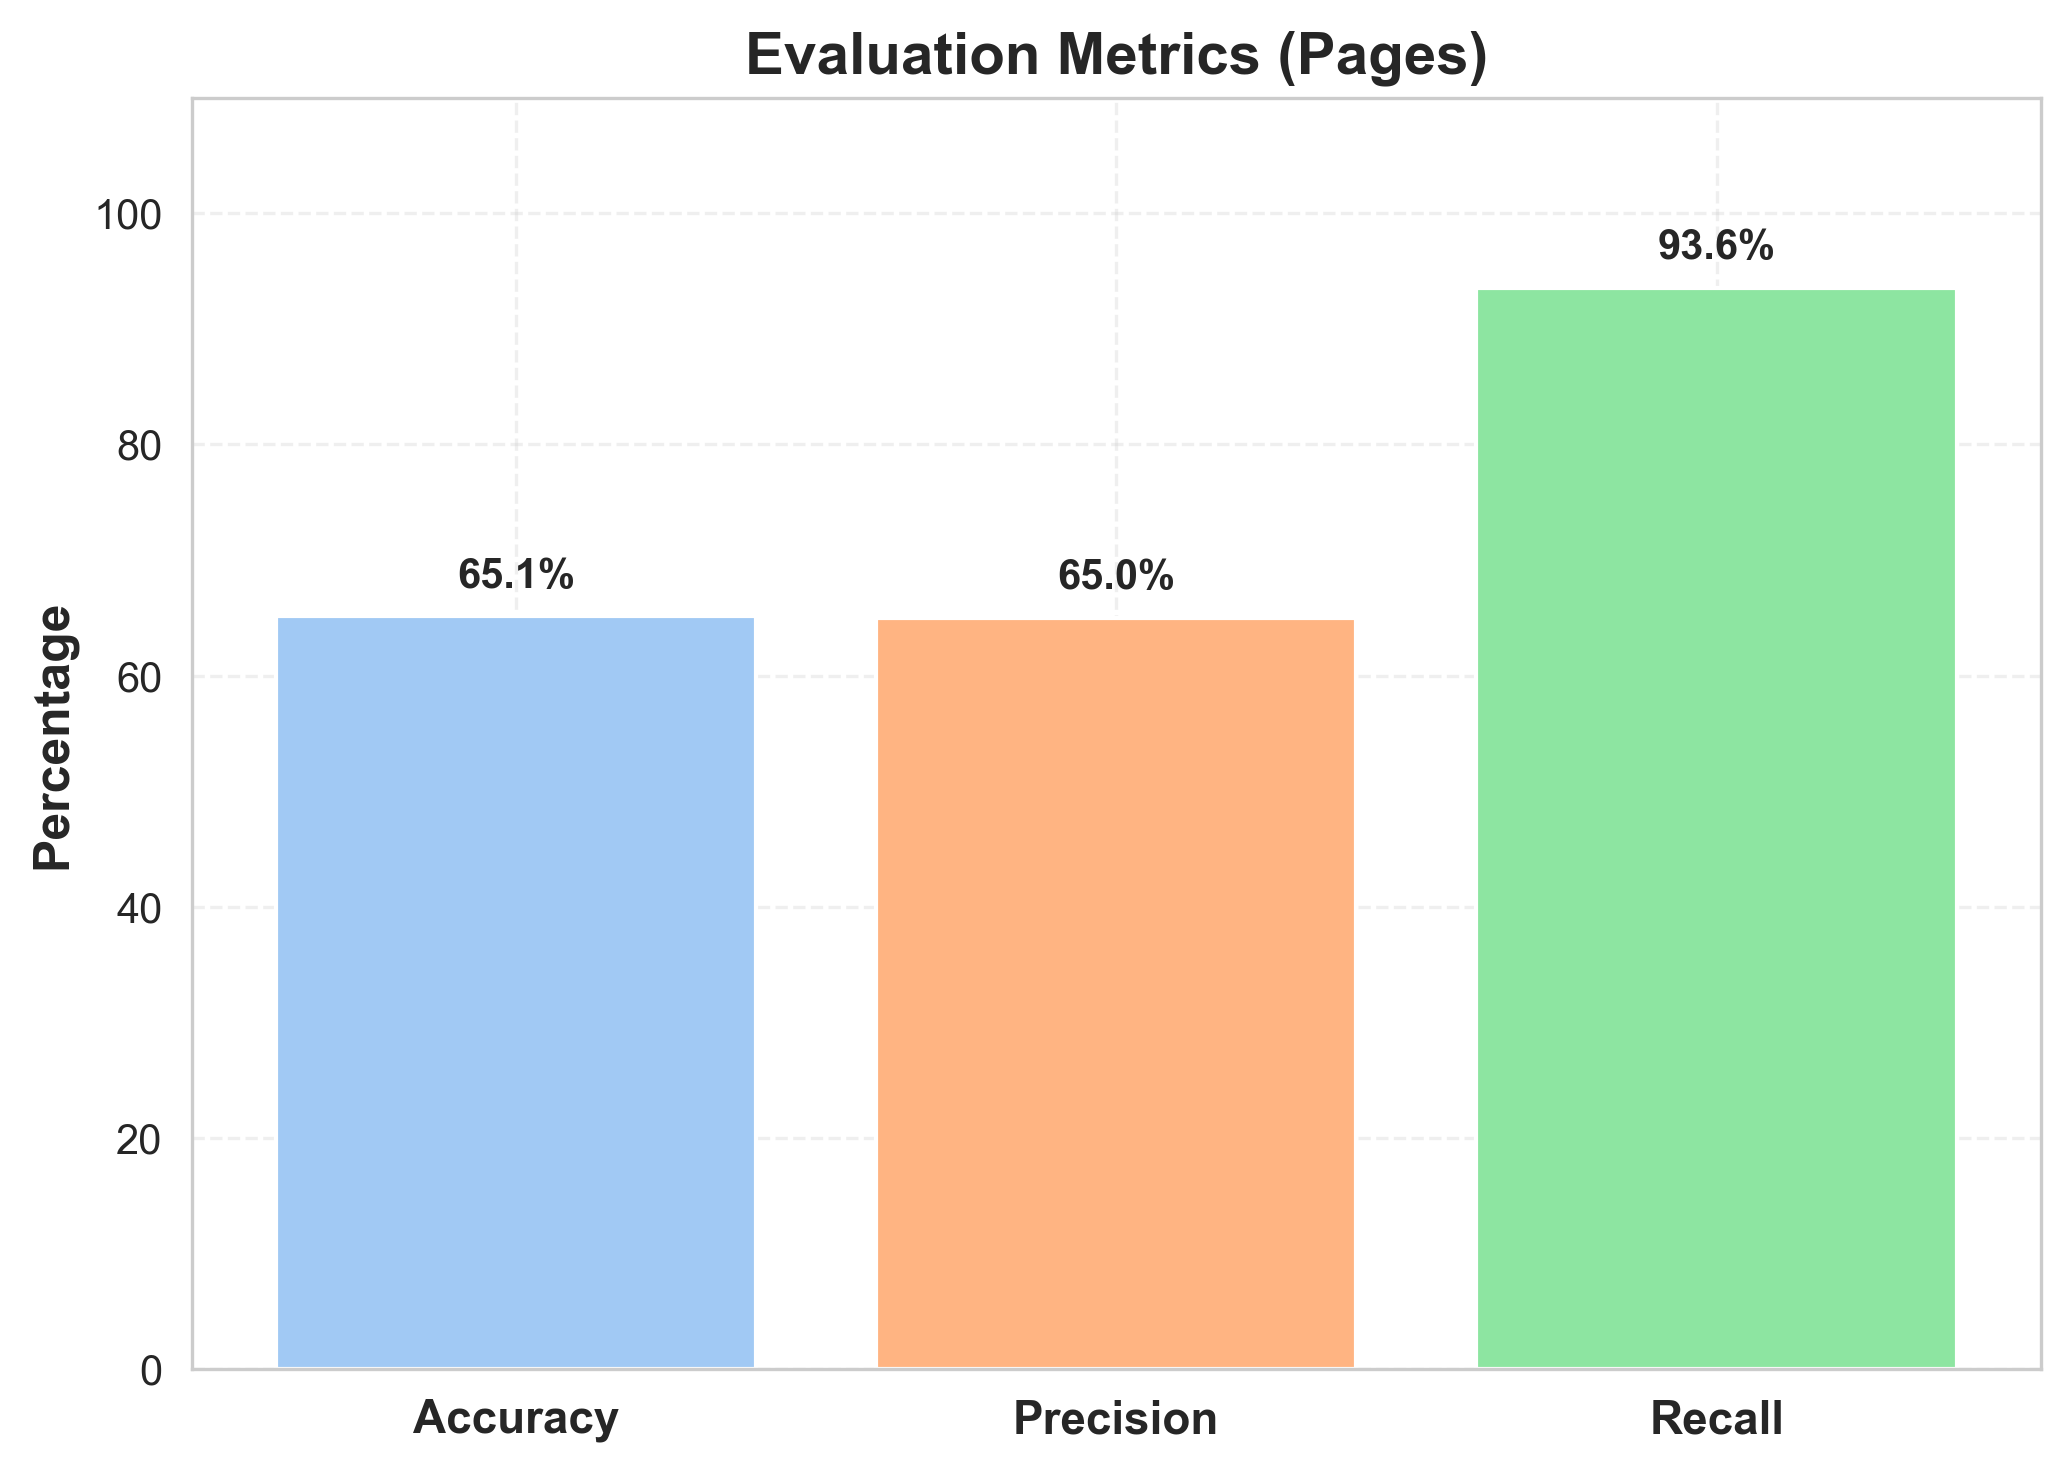 Evaluation Metrics (Pages)
Percentage
100
80
60
40
20
0
65.1%
65.0%
93.6%
Accuracy
Precision
Recall